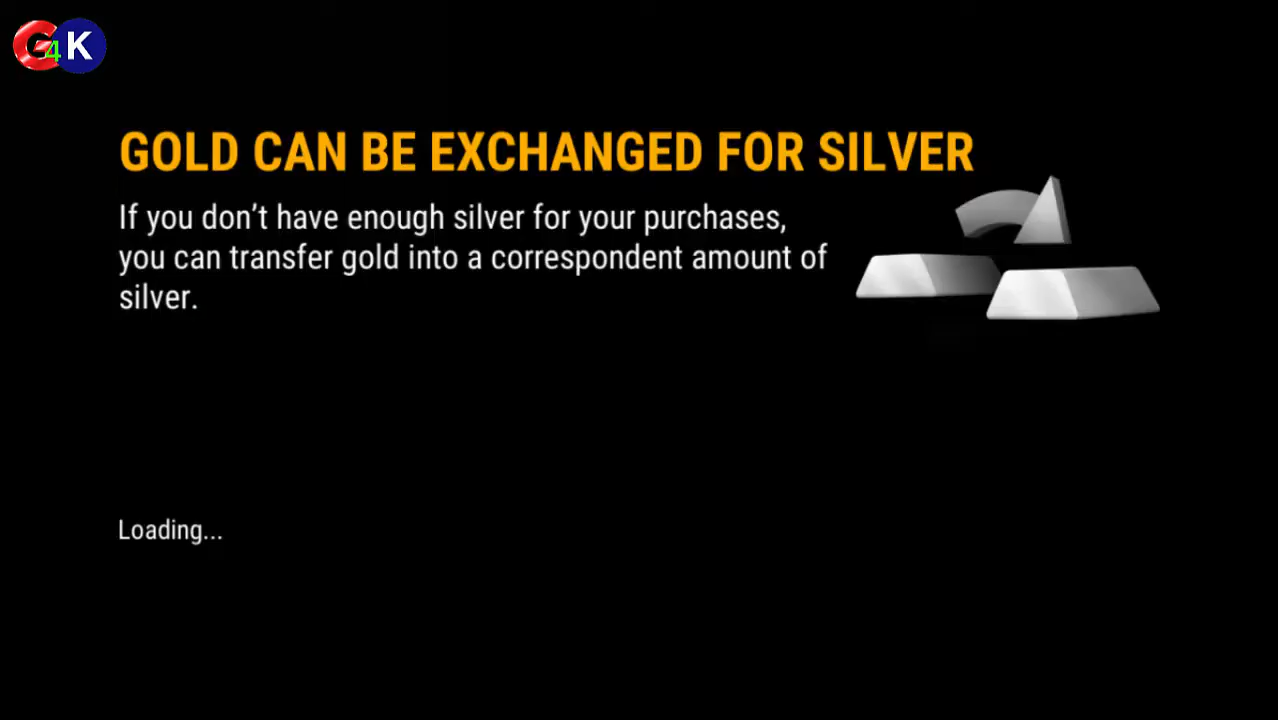 G4K
GOLD CAN BE EXCHANGED FOR SILVER
If you don’t have enough silver for your purchases,
you can transfer gold into a correspondent amount of
silver.
Loading...